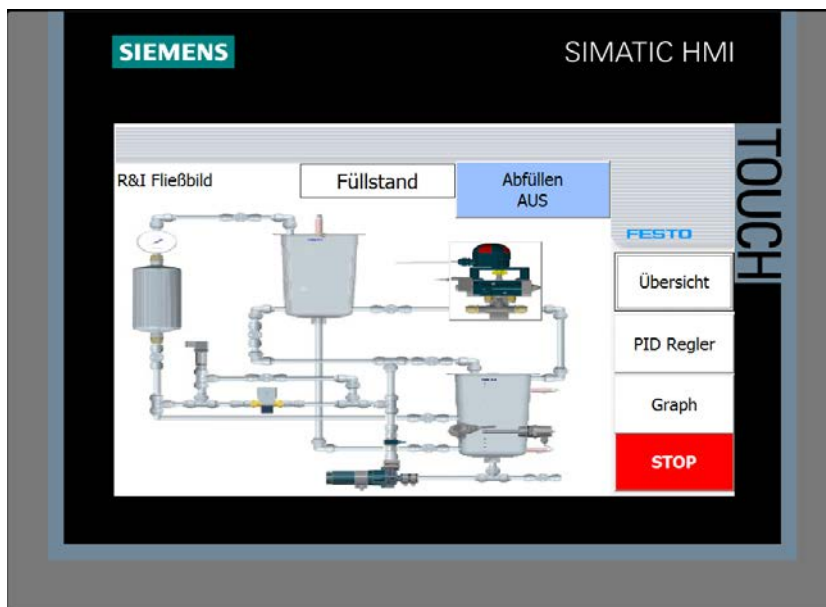 SIEMENS
SIMATIC HMI
TOUCH
R&I Fließbild
Füllstand
Abfüllen
AUS
FESTO
Übersicht
PID Regler
Graph
STOP